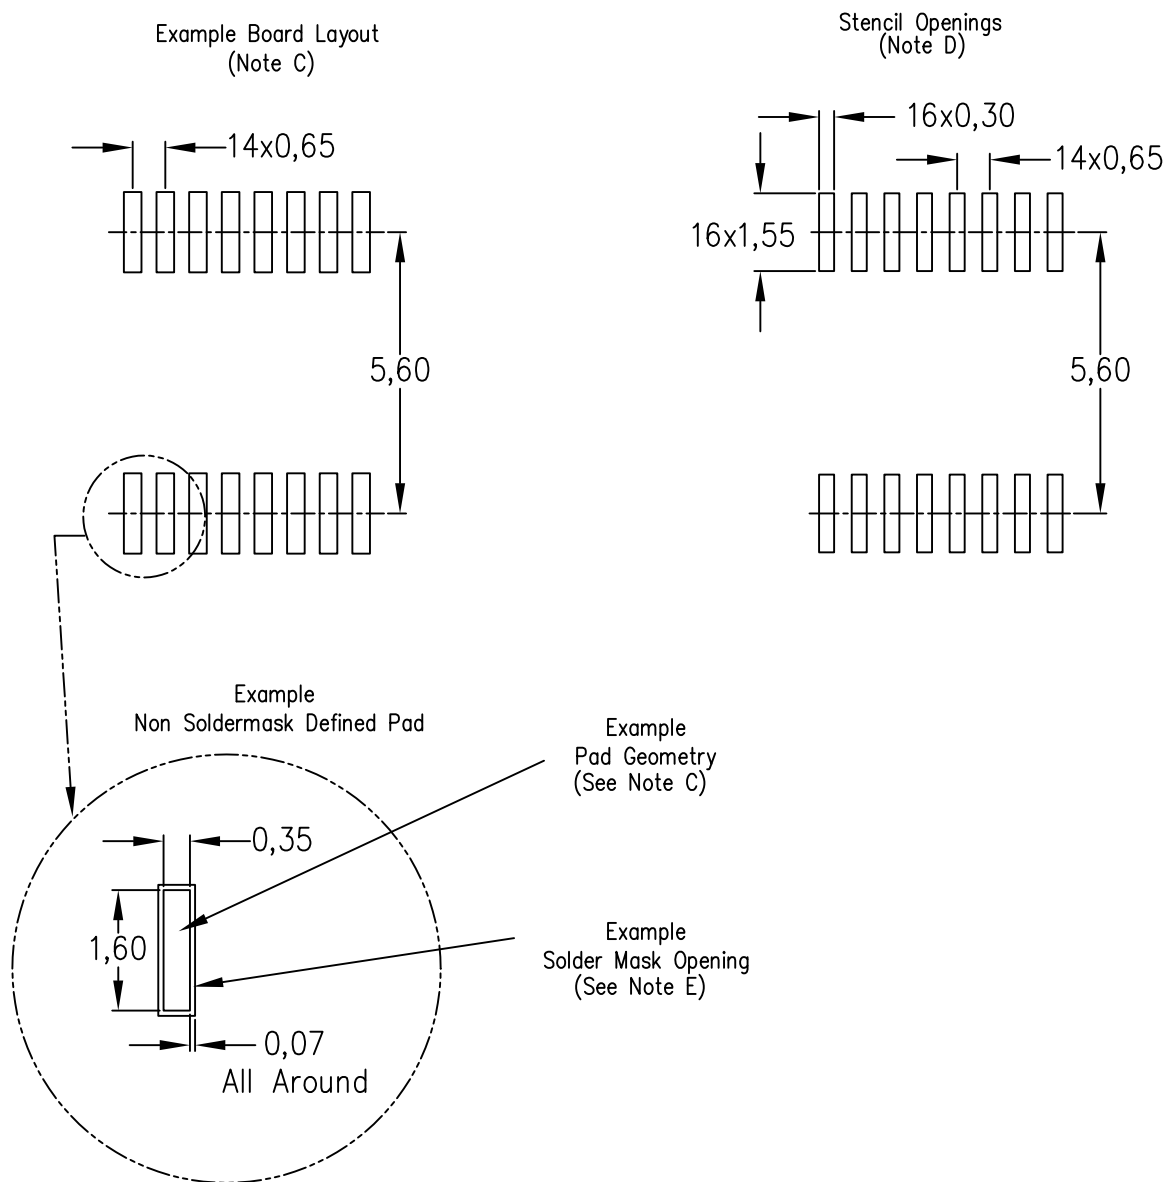 Example Board Layout
(Note C)
14x0,65
5,60
Stencil Openings
(Note D)
16x0,30
14x0,65
16x1,55
5,60
Example
Non Soldermask Defined Pad
Example
Pad Geometry
(See Note C)
0,35
1,60
Example
Solder Mask Opening
(See Note E)
0,07
All Around